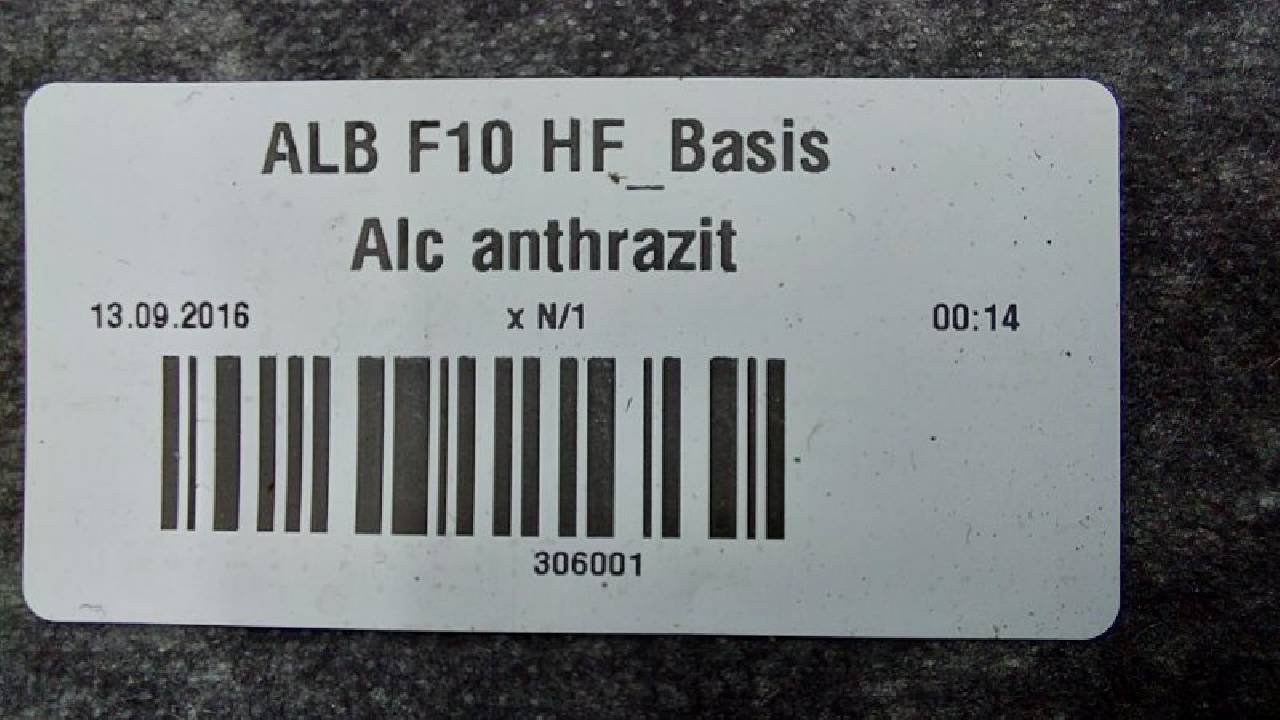 ALB F10 HF_Basis
Alc anthrazit
13.09.2016 x N/1 00:14
306001